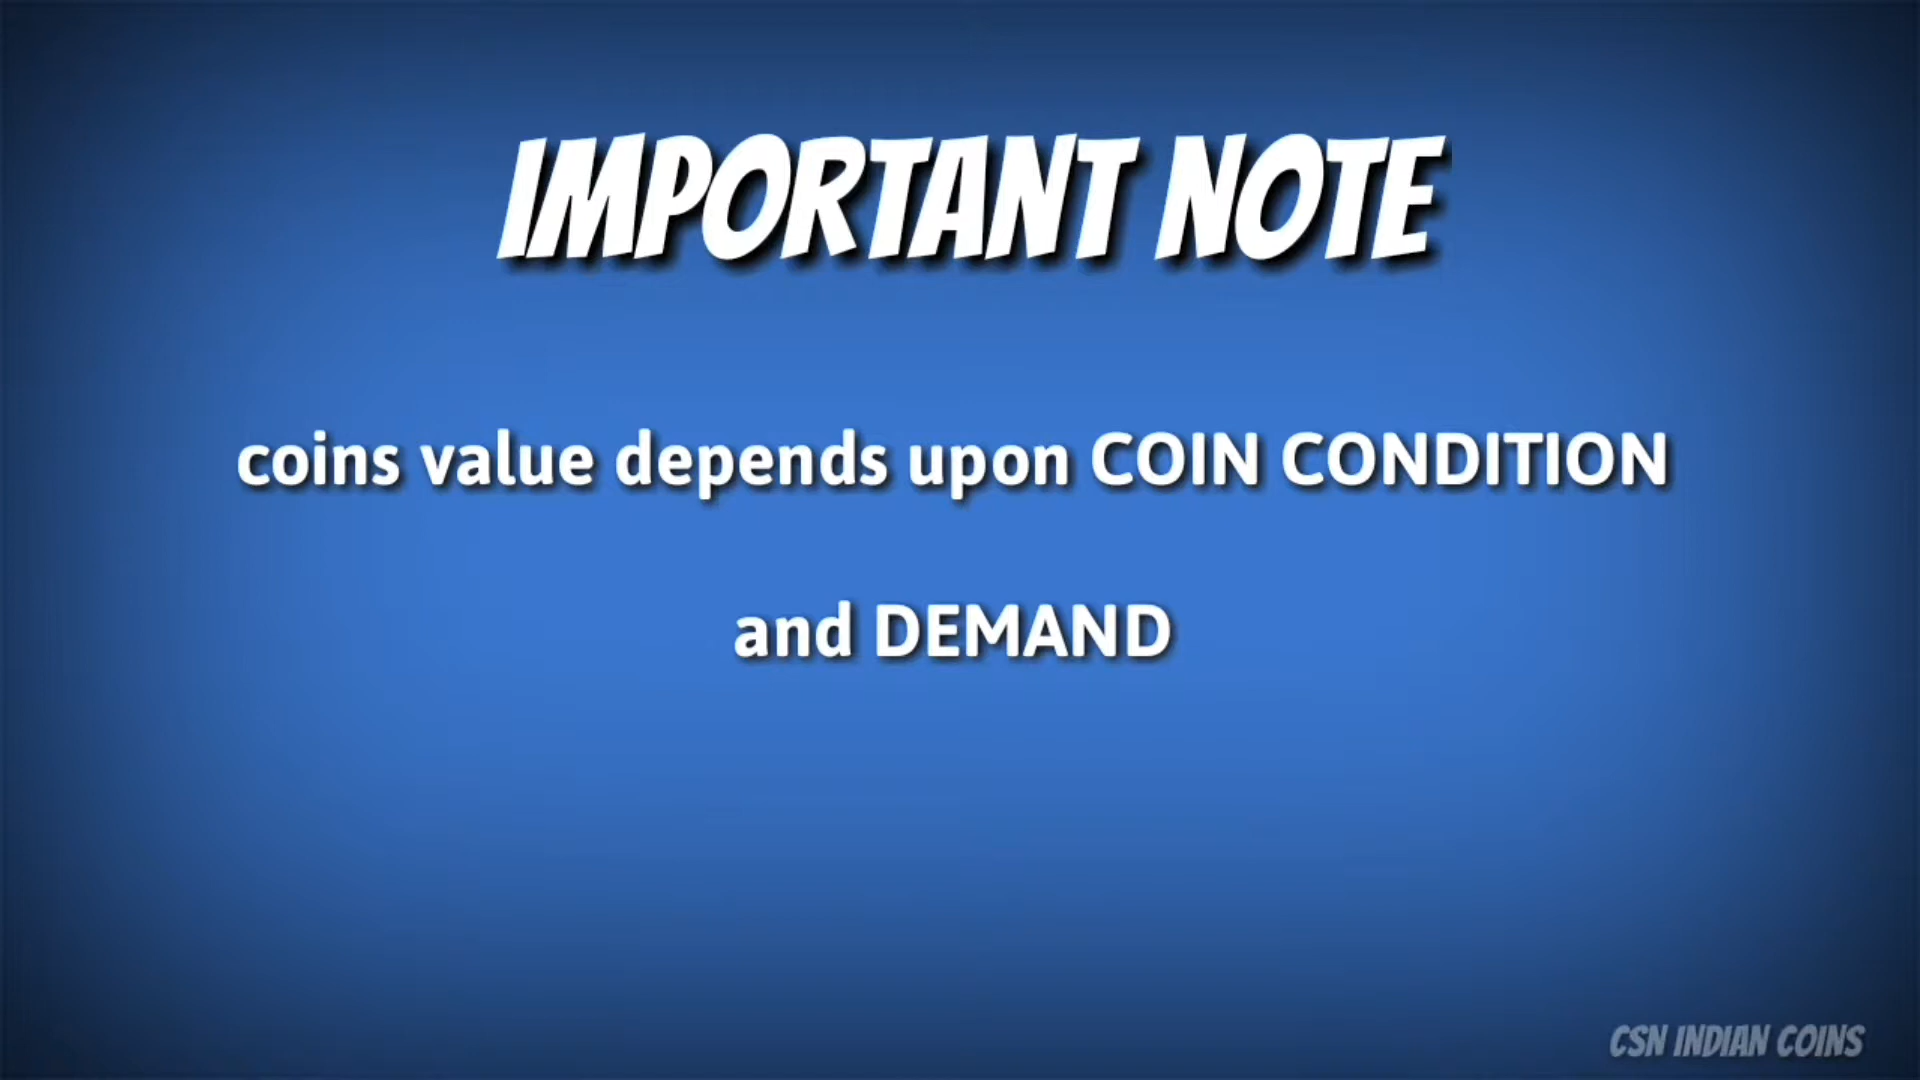 IMPORTANT NOTE
coins value depends upon COIN CONDITION
and DEMAND
CSN INDIAN COINS